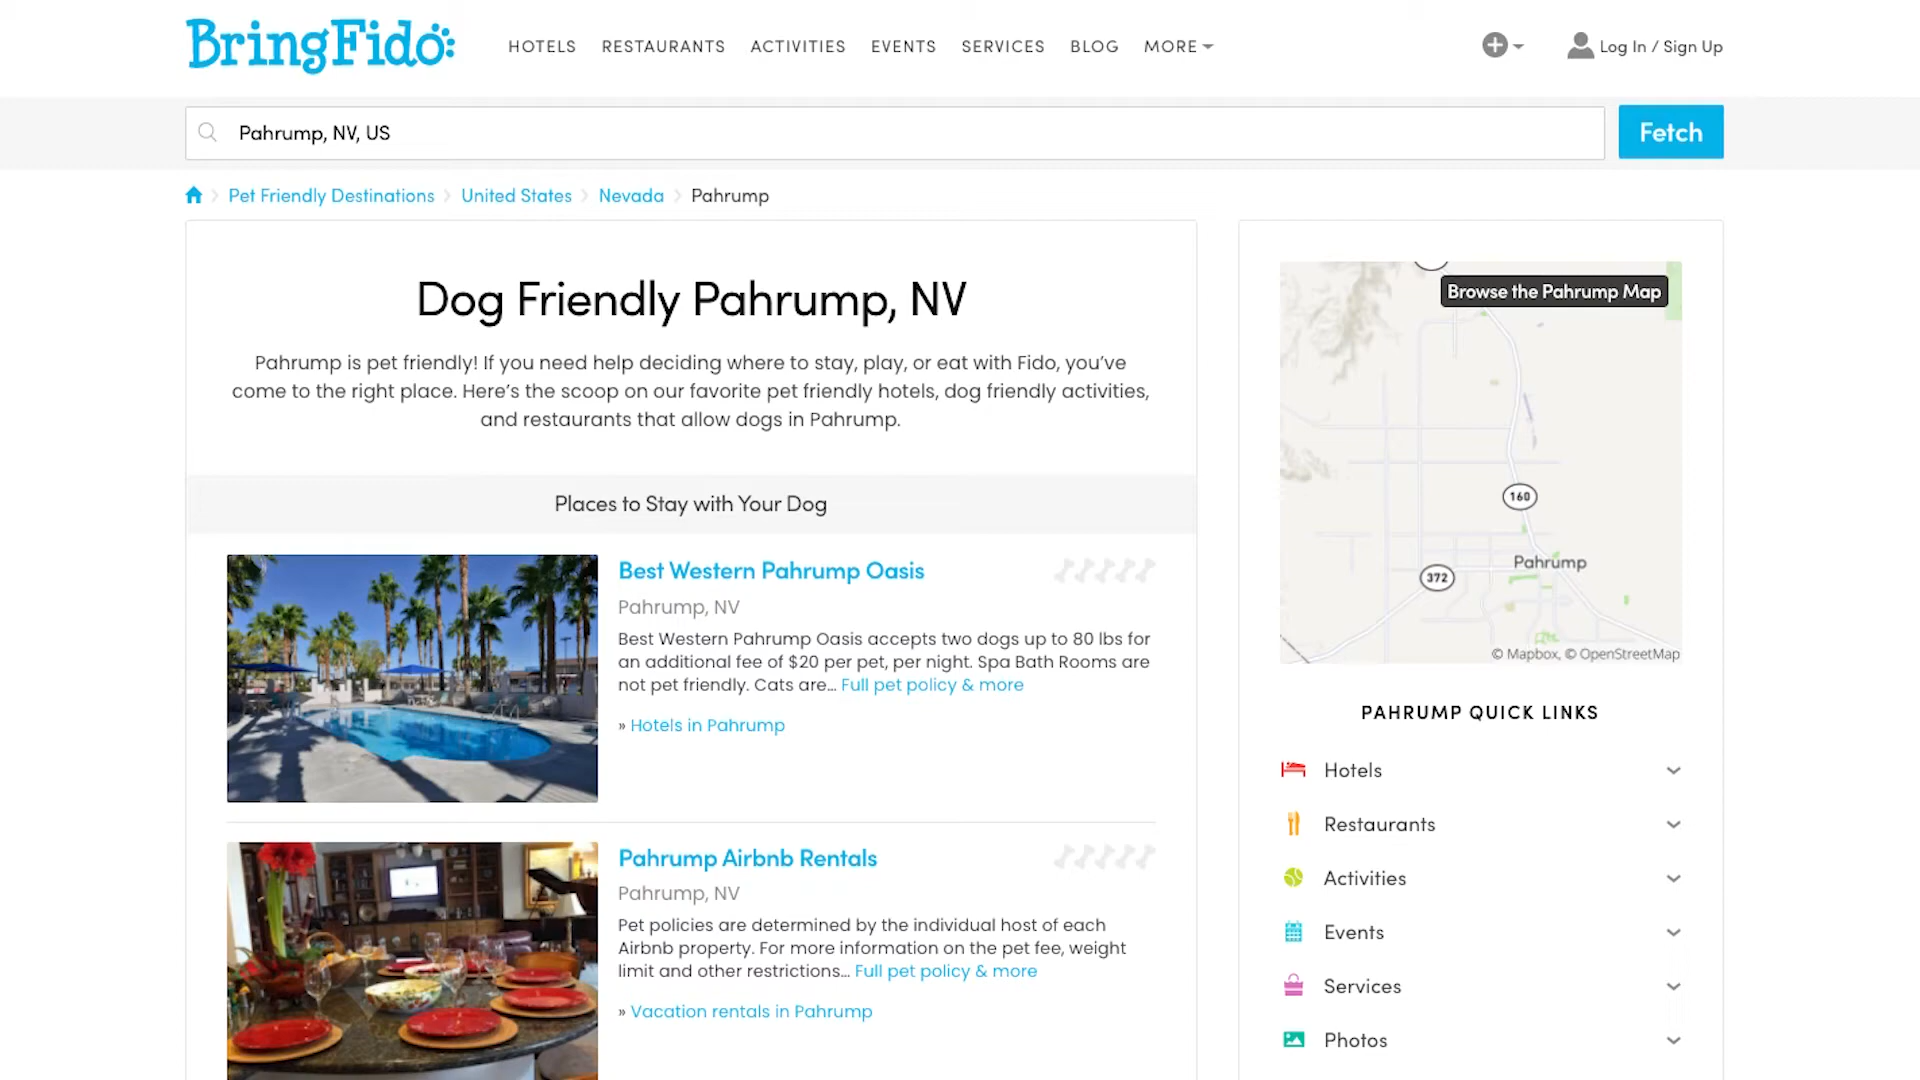 BringFido
HOTELS
RESTAURANTS
ACTIVITIES
EVENTS
SERVICES
BLOG
MORE
Log In / Sign Up
Pahrump, NV, US
Fetch
Pet Friendly Destinations
United States
Nevada
Pahrump
Dog Friendly Pahrump, NV
Pahrump is pet friendly! If you need help deciding where to stay, play, or eat with Fido, you’ve
come to the right place. Here’s the scoop on our favorite pet friendly hotels, dog friendly activities,
and restaurants that allow dogs in Pahrump.
Places to Stay with Your Dog
Best Western Pahrump Oasis
Pahrump, NV
Best Western Pahrump Oasis accepts two dogs up to 80 lbs for
an additional fee of $20 per pet, per night. Spa Bath Rooms are
not pet friendly. Cats are... Full pet policy & more
» Hotels in Pahrump
Pahrump Airbnb Rentals
Pahrump, NV
Pet policies are determined by the individual host of each
Airbnb property. For more information on the pet fee, weight
limit and other restrictions... Full pet policy & more
» Vacation rentals in Pahrump
Browse the Pahrump Map
160
Pahrump
372
© Mapbox, © OpenStreetMap
PAHRUMP QUICK LINKS
Hotels
Restaurants
Activities
Events
Services
Photos